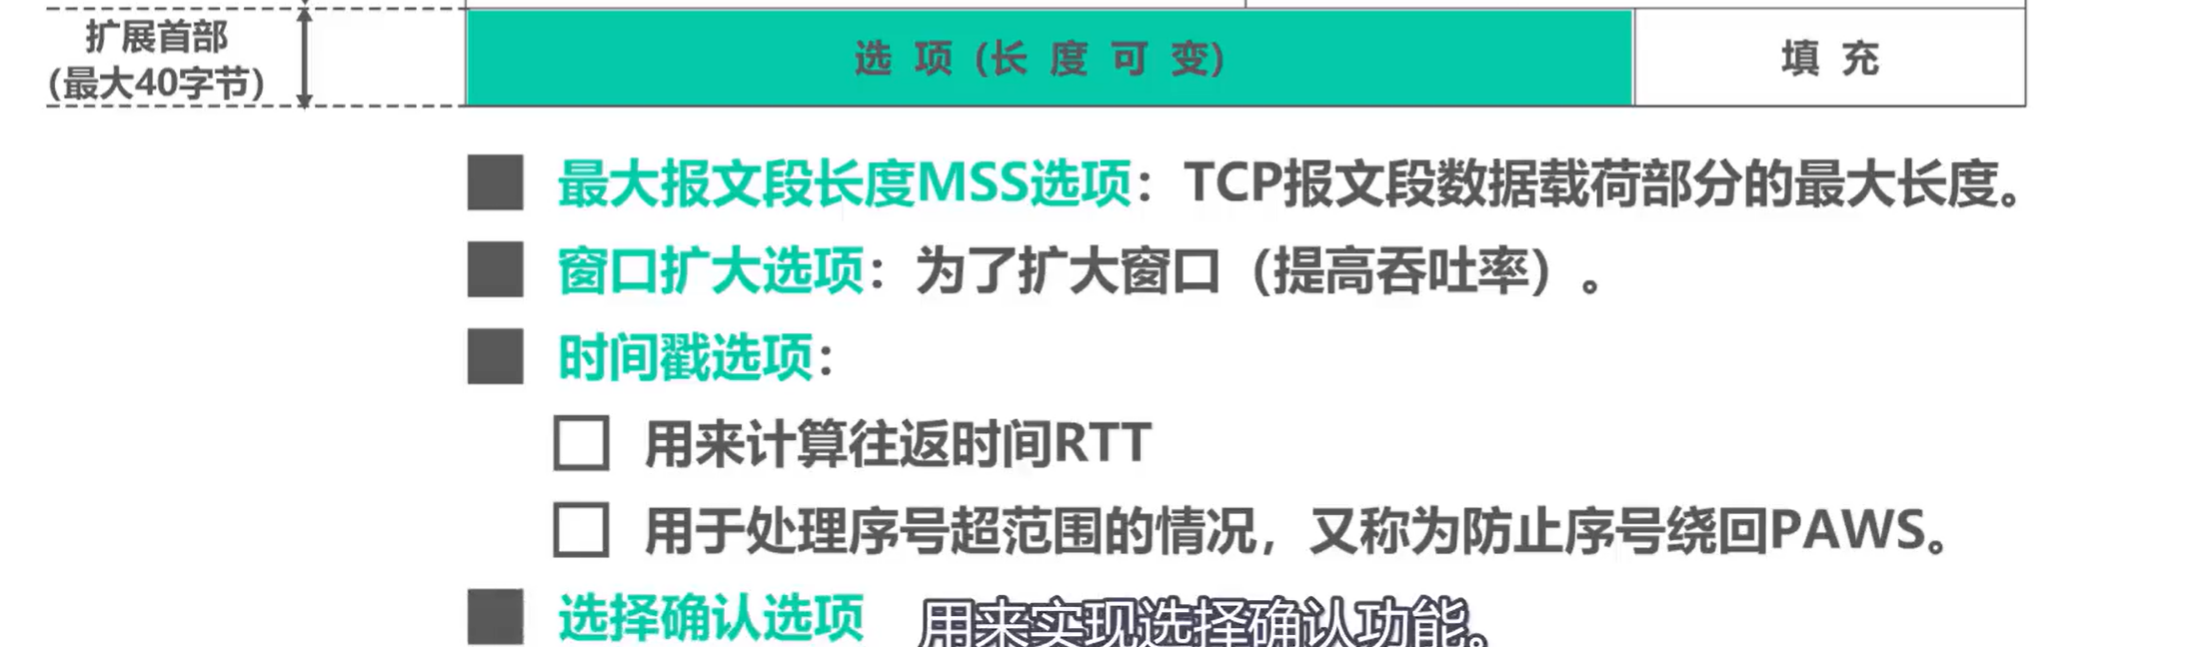 扩展首部
(最大40字节)
选 项 (长 度 可 变)
填 充
最大报文段长度MSS选项：TCP报文段数据载荷部分的最大长度。
窗口扩大选项：为了扩大窗口（提高吞吐率）。
时间戳选项：
用来计算往返时间RTT
用于处理序号超范围的情况，又称为防止序号绕回PAWS。
选择确认选项 用来实现选择确认功能。